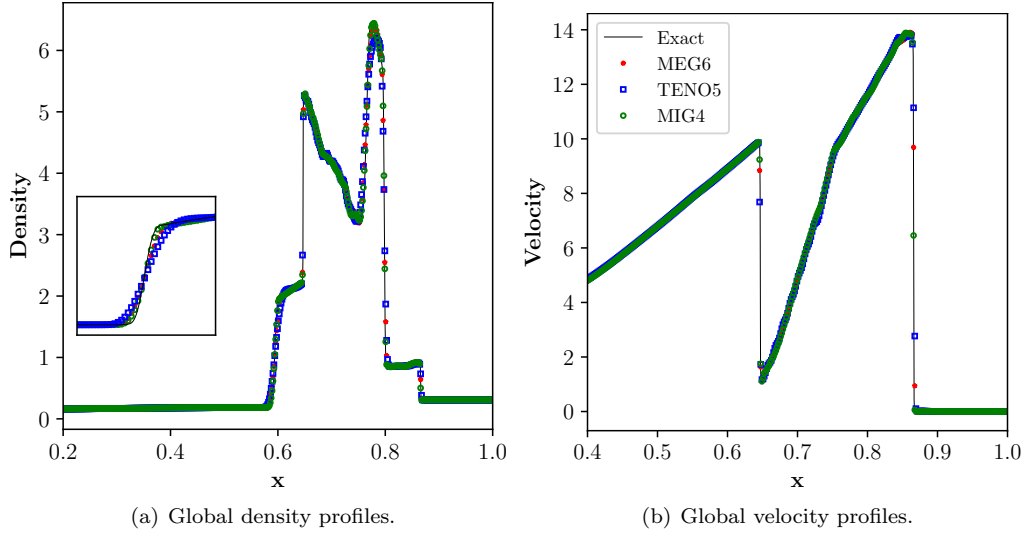 6
5
4
3
2
1
0
Density
0.2
0.4
0.6
0.8
1.0
x
(a) Global density profiles.
14
12
10
8
6
4
2
0
Velocity
Exact
MEG6
TENO5
MIG4
0.4
0.5
0.6
0.7
0.8
0.9
1.0
x
(b) Global velocity profiles.